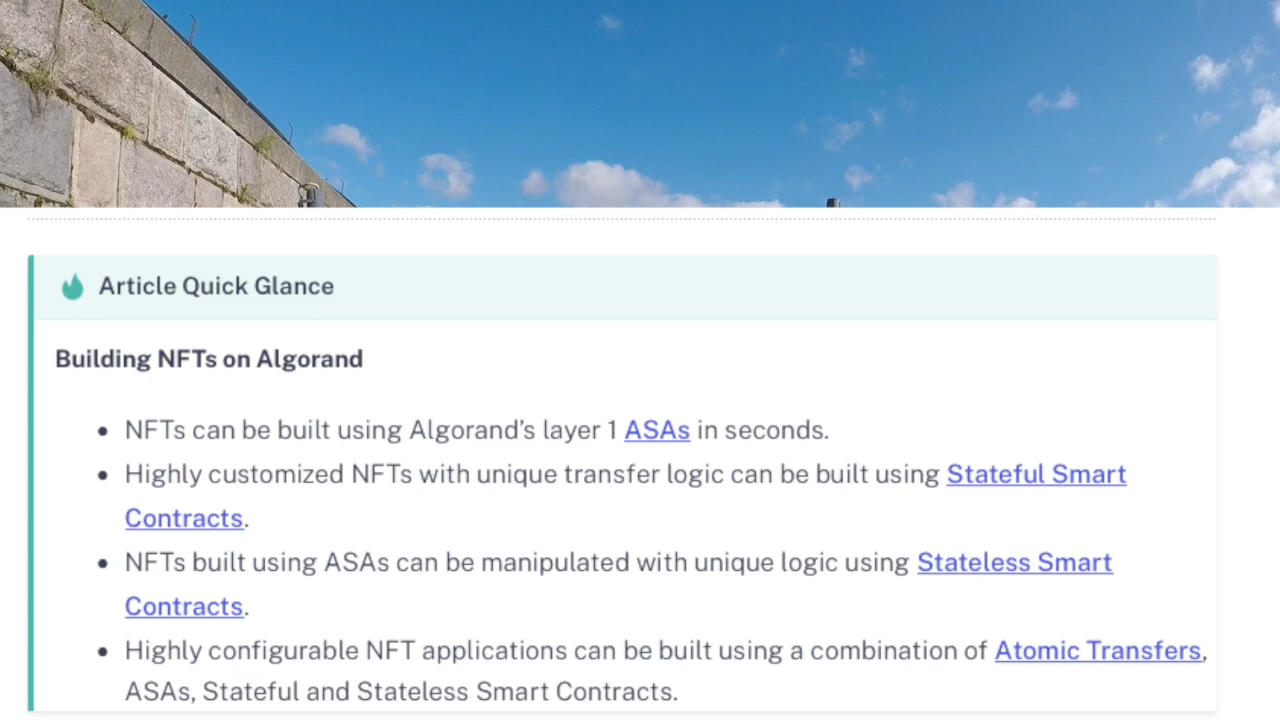 Article Quick Glance
Building NFTs on Algorand
NFTs can be built using Algorand’s layer 1 ASAs in seconds.
Highly customized NFTs with unique transfer logic can be built using Stateful Smart
Contracts.
NFTs built using ASAs can be manipulated with unique logic using Stateless Smart
Contracts.
Highly configurable NFT applications can be built using a combination of Atomic Transfers,
ASAs, Stateful and Stateless Smart Contracts.